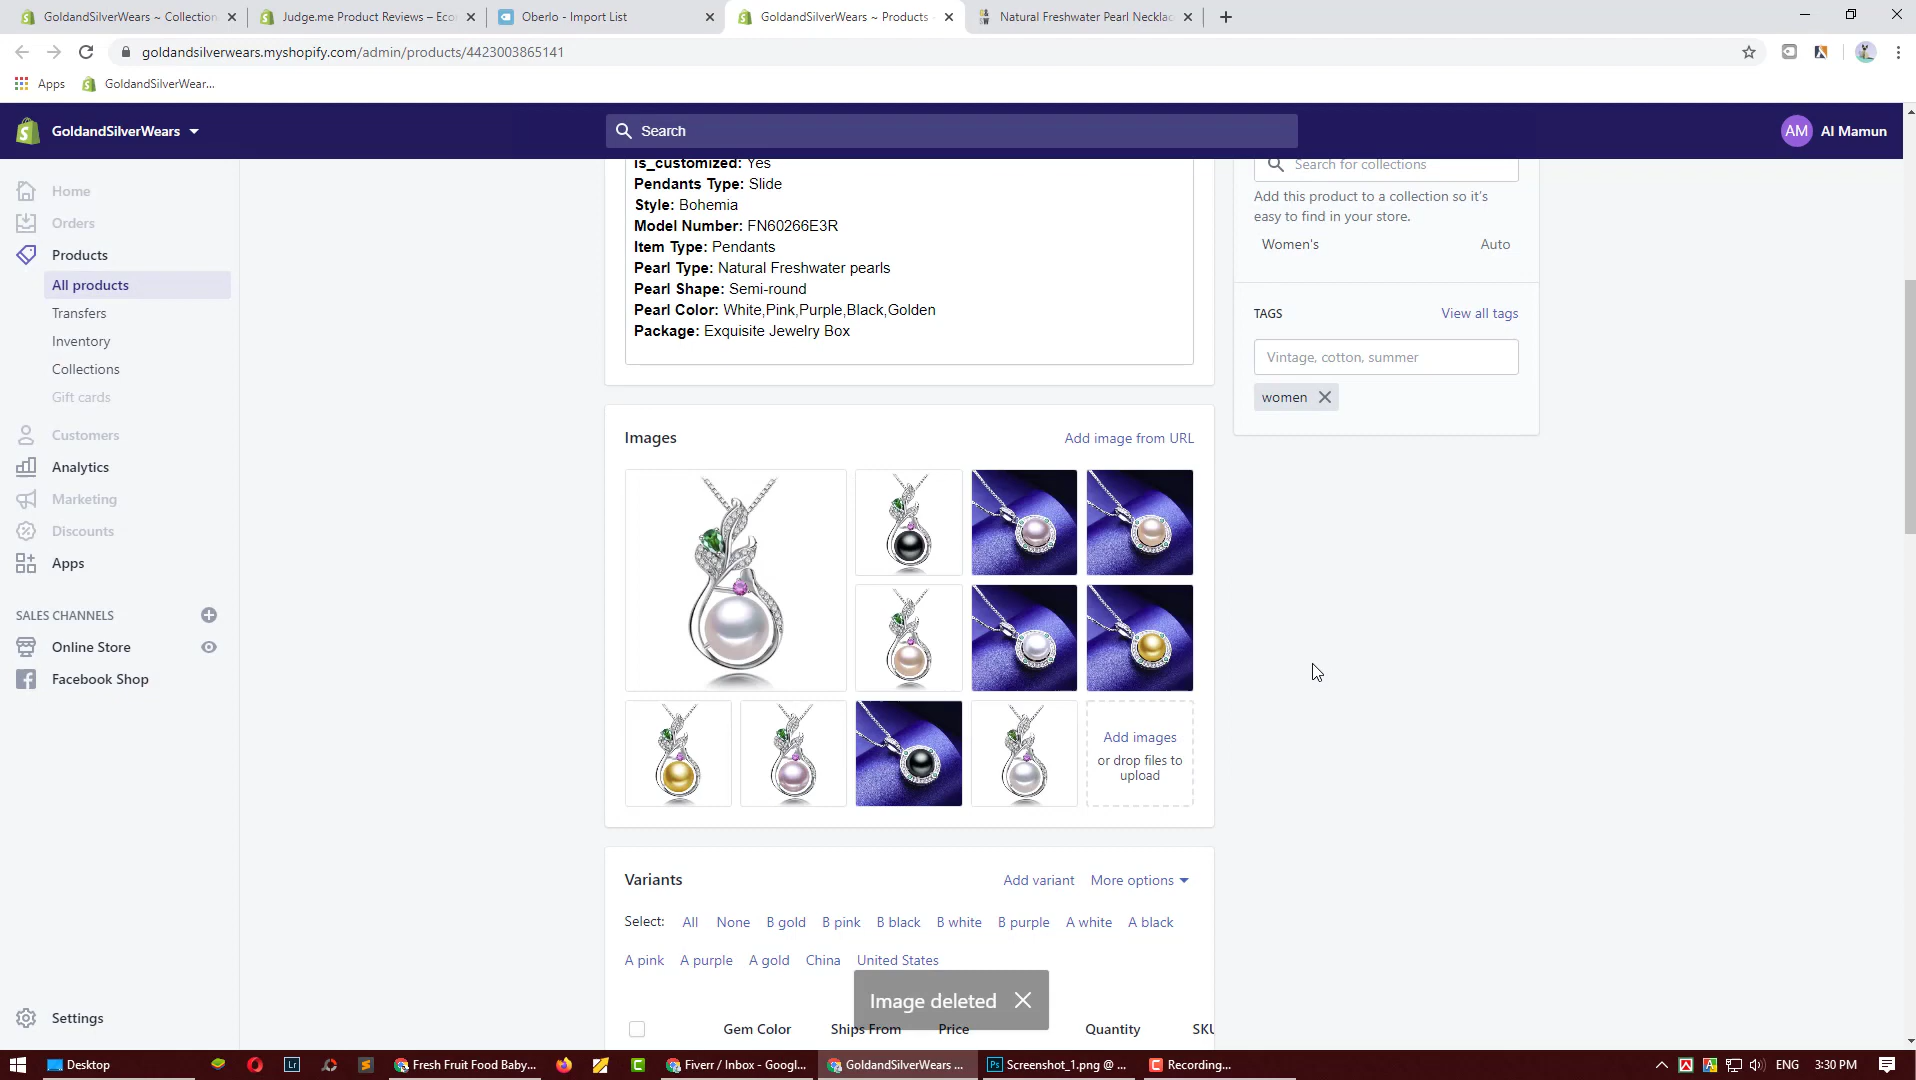 GoldandSilverWears ~ Collection
Judge.me Product Reviews – Eco
Oberlo - Import List
GoldandSilverWears ~ Products
Natural Freshwater Pearl Necklac
goldandsilverwears.myshopify.com/admin/products/4423003865141
Apps
GoldandSilverWear...
GoldandSilverWears
Search
AM
Al Mamun
Home
Orders
Products
All products
Transfers
Inventory
Collections
Gift cards
Customers
Analytics
Marketing
Discounts
Apps
SALES CHANNELS
Online Store
Facebook Shop
Settings
is_customized: Yes
Pendants Type: Slide
Style: Bohemia
Model Number: FN60266E3R
Item Type: Pendants
Pearl Type: Natural Freshwater pearls
Pearl Shape: Semi-round
Pearl Color: White,Pink,Purple,Black,Golden
Package: Exquisite Jewelry Box
Search for collections
Add this product to a collection so it's
easy to find in your store.
Women's Auto
TAGS View all tags
Vintage, cotton, summer
women
Images Add image from URL
Add images
or drop files to
upload
Variants Add variant More options
Select: All None B gold B pink B black B white B purple A white A black
A pink A purple A gold China United States
Image deleted
Gem Color Ships From Price Quantity SKU
Desktop
Lr
Fresh Fruit Food Baby...
Fiverr / Inbox - Googl...
GoldandSilverWears ...
Ps
Screenshot_1.png @ ...
Recording...
ENG
3:30 PM